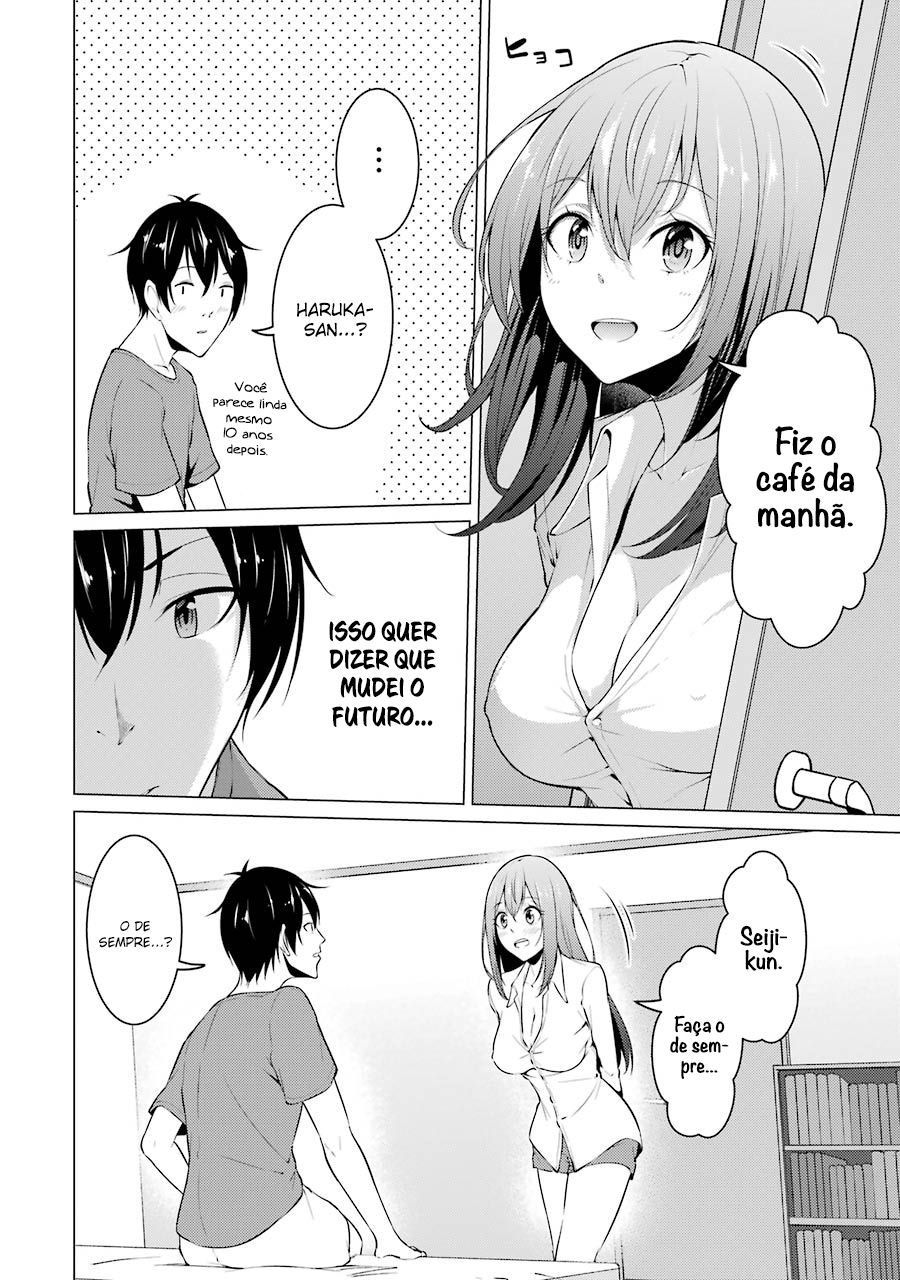 ヒョコ
Fiz o
café da
manhã.
⋮
HARUKA-
SAN...?
Você
parece linda
mesmo
10 anos
depois.
ISSO QUER
DIZER QUE
MUDEI O
FUTURO...
Seiji-
kun.
Faça o
de sem-
pre...
O DE
SEMPRE...?